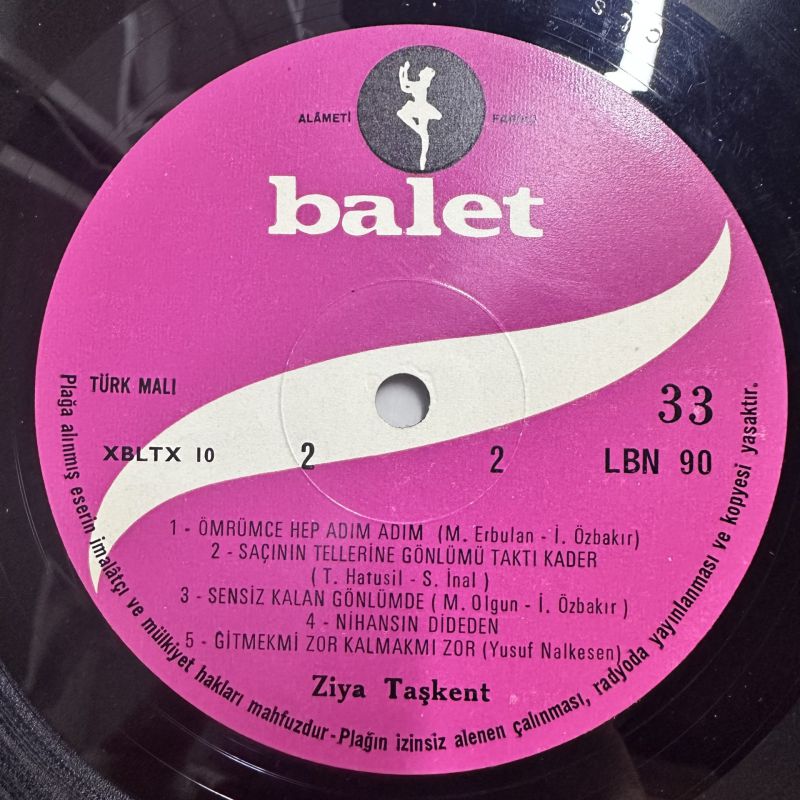 ALÂMETİ FARİKA
balet
TÜRK MALI
33
XBLTX 10
2
2
LBN 90
1 - ÖMRÜMCE HEP ADIM ADIM (M. Erbulan - İ. Özbakır)
2 - SAÇININ TELLERİNE GÖNLÜMÜ TAKTI KADER
( T. Hatusil - S. İnal )
3 - SENSİZ KALAN GÖNLÜMDE ( M. Olgun - İ. Özbakır )
4 - NİHANSIN DİDEDEN
5 - GİTMEKMİ ZOR KALMAKMI ZOR (Yusuf Nalkesen)
Ziya Taşkent
Plağa alınmış eserin imalâtçı ve mülkiyet hakları mahfuzdur-Plağın izinsiz alenen çalınması, radyoda yayınlanması ve kopyesi yasaktır.